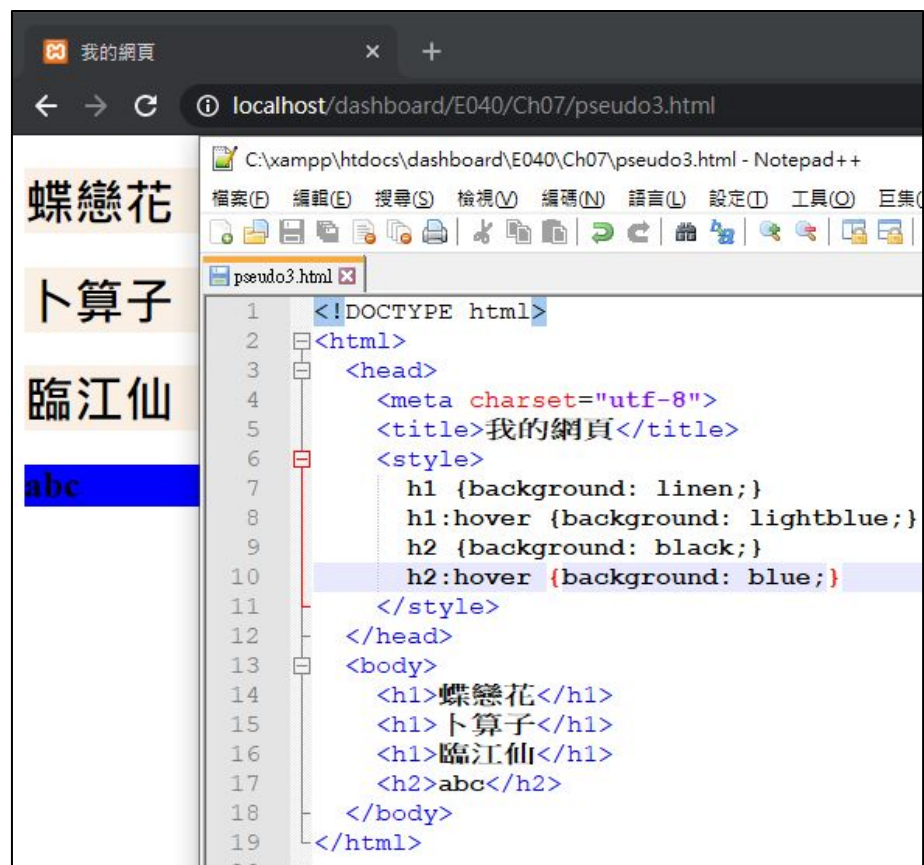 我的網頁
localhost/dashboard/E040/Ch07/pseudo3.html
蝶戀花
卜算子
臨江仙
abc
C:\xampp\htdocs\dashboard\E040\Ch07\pseudo3.html - Notepad++
檔案(F) 編輯(E) 搜尋(S) 檢視(V) 編碼(N) 語言(L) 設定(T) 工具(O) 巨集(
pseudo3.html
1 <!DOCTYPE html>
2 <html>
3 <head>
4 <meta charset="utf-8">
5 <title>我的網頁</title>
6 <style>
7 h1 {background: linen;}
8 h1:hover {background: lightblue;}
9 h2 {background: black;}
10 h2:hover {background: blue;}
11 </style>
12 </head>
13 <body>
14 <h1>蝶戀花</h1>
15 <h1>卜算子</h1>
16 <h1>臨江仙</h1>
17 <h2>abc</h2>
18 </body>
19 </html>